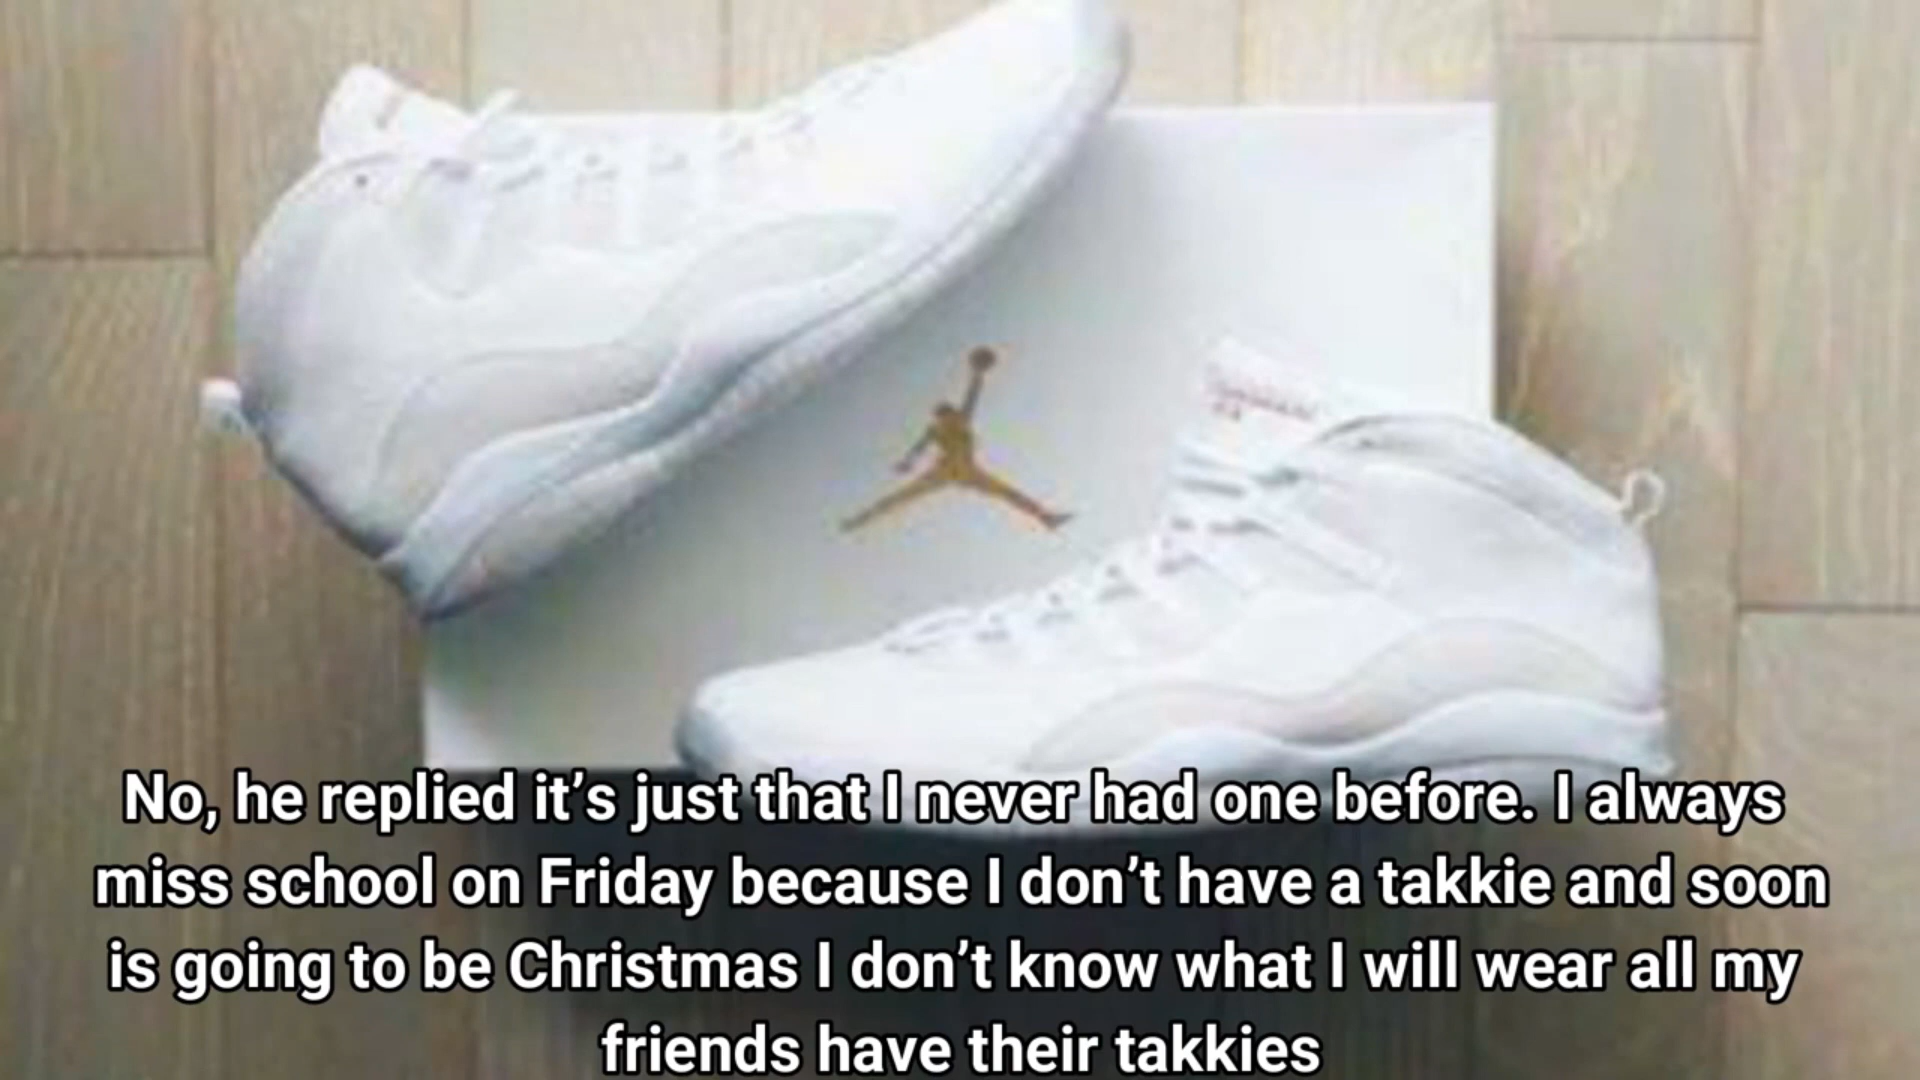 No, he replied it’s just that I never had one before. I always
miss school on Friday because I don’t have a takkie and soon
is going to be Christmas I don’t know what I will wear all my
friends have their takkies